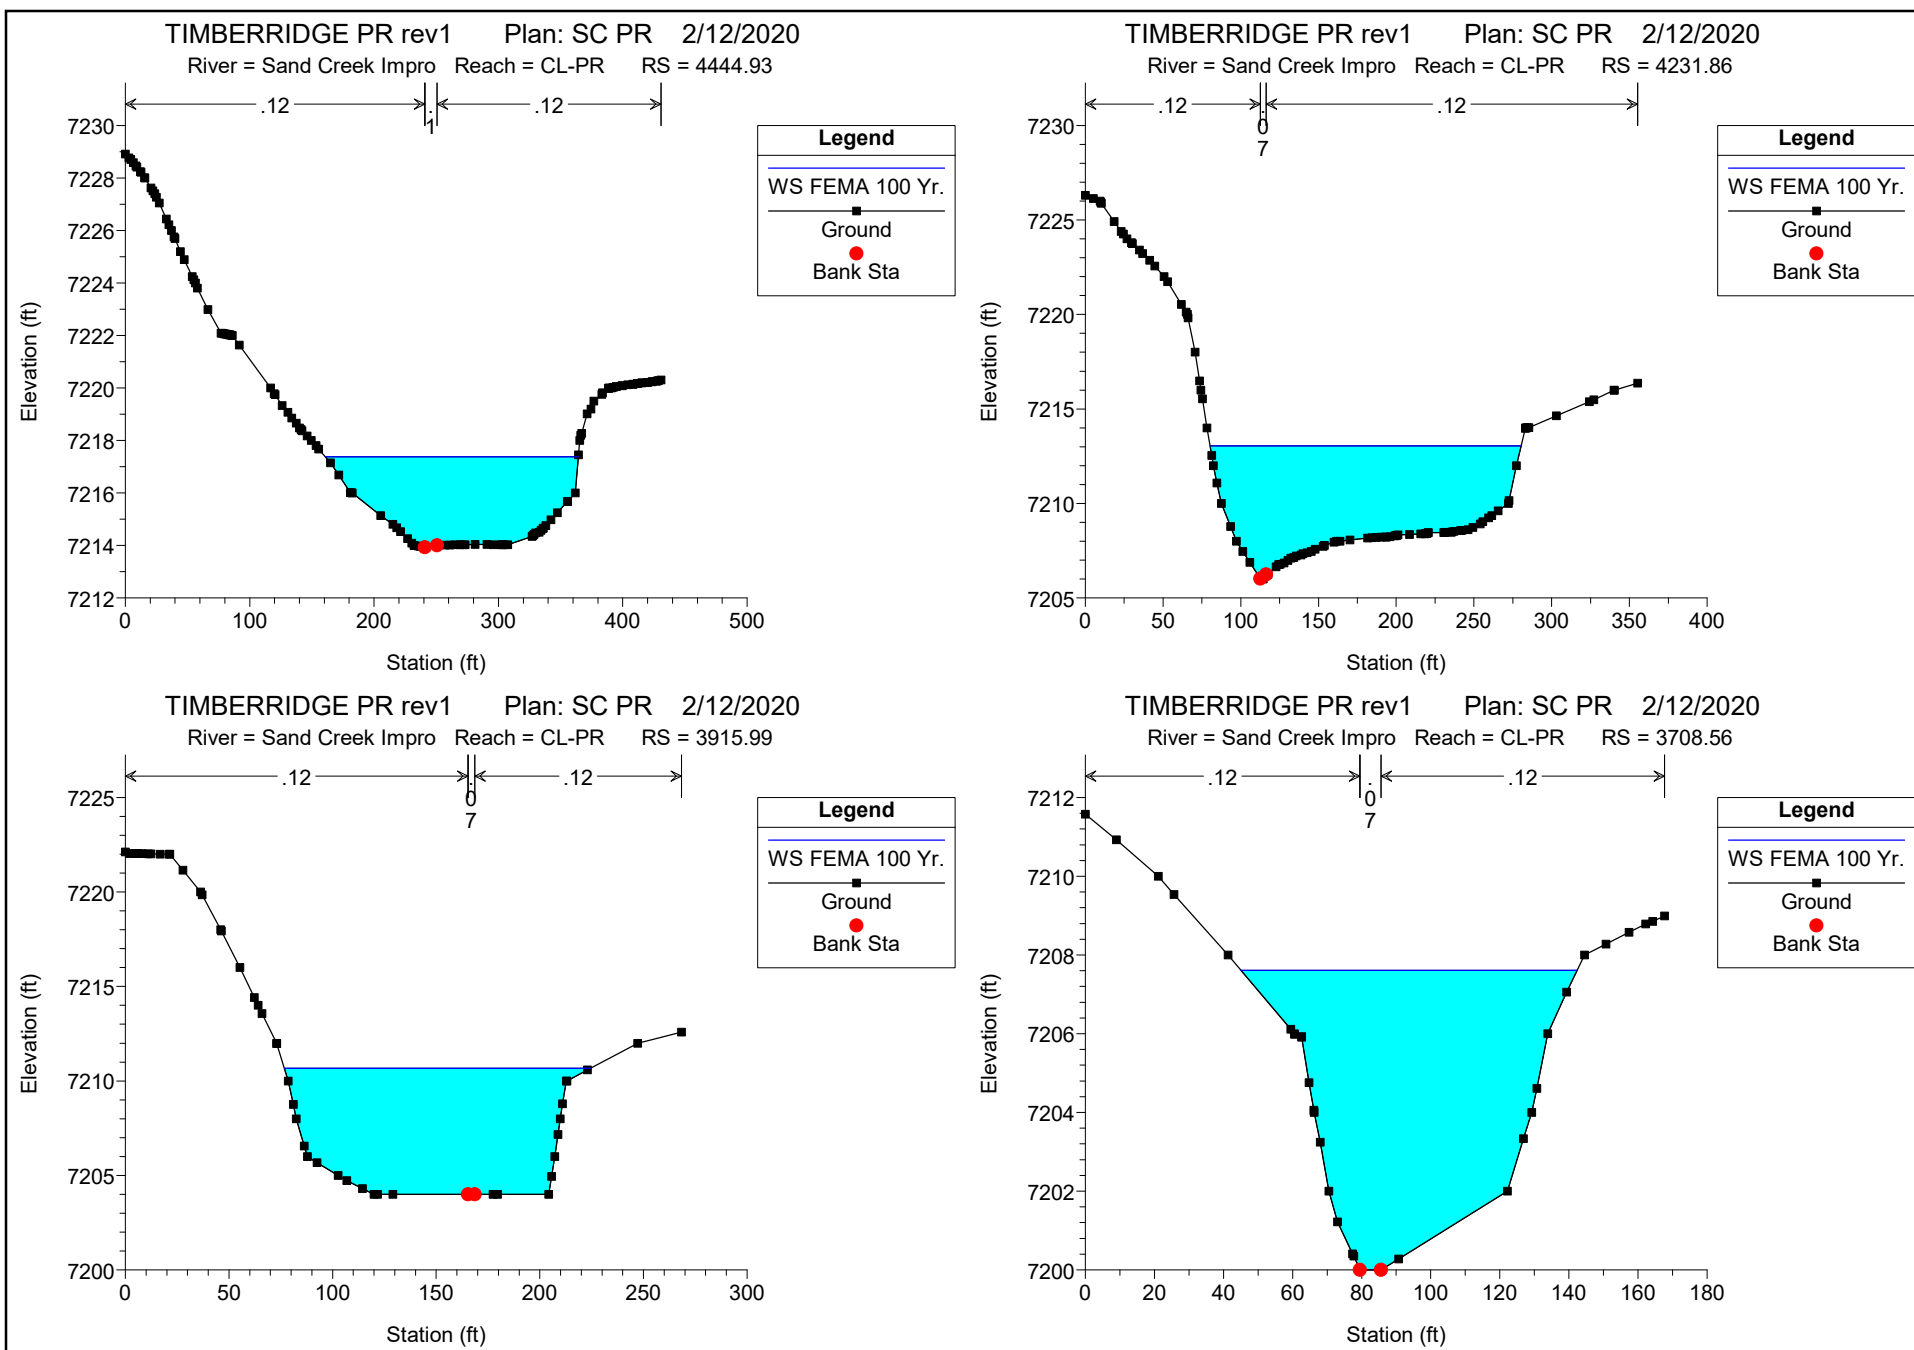 TIMBERRIDGE PR rev1 Plan: SC PR 2/12/2020
River = Sand Creek Impro Reach = CL-PR RS = 4444.93
.12 .1 .12
7230
7228
7226
7224
7222
7220
7218
7216
7214
7212
Elevation (ft)
0 100 200 300 400 500
Station (ft)
Legend
WS FEMA 100 Yr.
Ground
Bank Sta
TIMBERRIDGE PR rev1 Plan: SC PR 2/12/2020
River = Sand Creek Impro Reach = CL-PR RS = 4231.86
.12 .07 .12
7230
7225
7220
7215
7210
7205
Elevation (ft)
0 50 100 150 200 250 300 350 400
Station (ft)
Legend
WS FEMA 100 Yr.
Ground
Bank Sta
TIMBERRIDGE PR rev1 Plan: SC PR 2/12/2020
River = Sand Creek Impro Reach = CL-PR RS = 3915.99
.12 .07 .12
7225
7220
7215
7210
7205
7200
Elevation (ft)
0 50 100 150 200 250 300
Station (ft)
Legend
WS FEMA 100 Yr.
Ground
Bank Sta
TIMBERRIDGE PR rev1 Plan: SC PR 2/12/2020
River = Sand Creek Impro Reach = CL-PR RS = 3708.56
.12 .07 .12
7212
7210
7208
7206
7204
7202
7200
Elevation (ft)
0 20 40 60 80 100 120 140 160 180
Station (ft)
Legend
WS FEMA 100 Yr.
Ground
Bank Sta